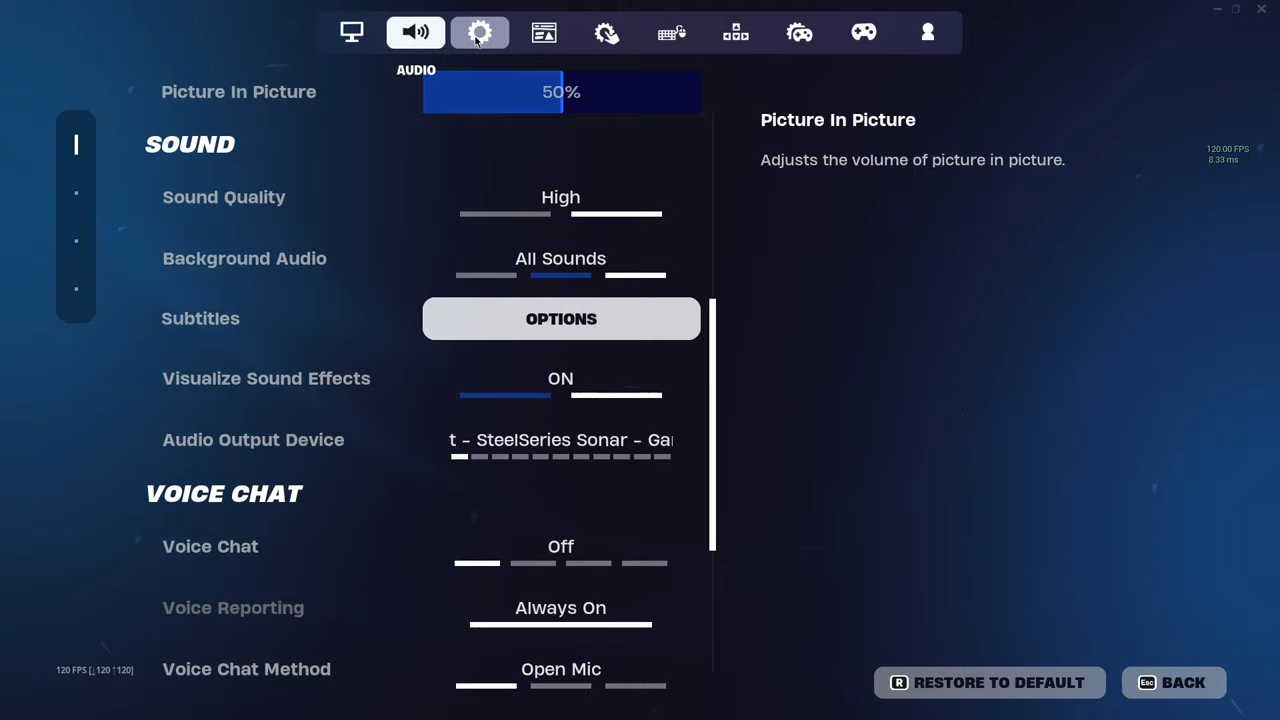 AUDIO
Picture In Picture
50%
SOUND
Sound Quality
High
Background Audio
All Sounds
Subtitles
OPTIONS
Visualize Sound Effects
ON
Audio Output Device
t - SteelSeries Sonar - Gai
VOICE CHAT
Voice Chat
Off
Voice Reporting
Always On
Voice Chat Method
Open Mic
Picture In Picture
Adjusts the volume of picture in picture.
120.00 FPS
8.33 ms
120 FPS [↓120 ↑120]
R RESTORE TO DEFAULT
Esc BACK